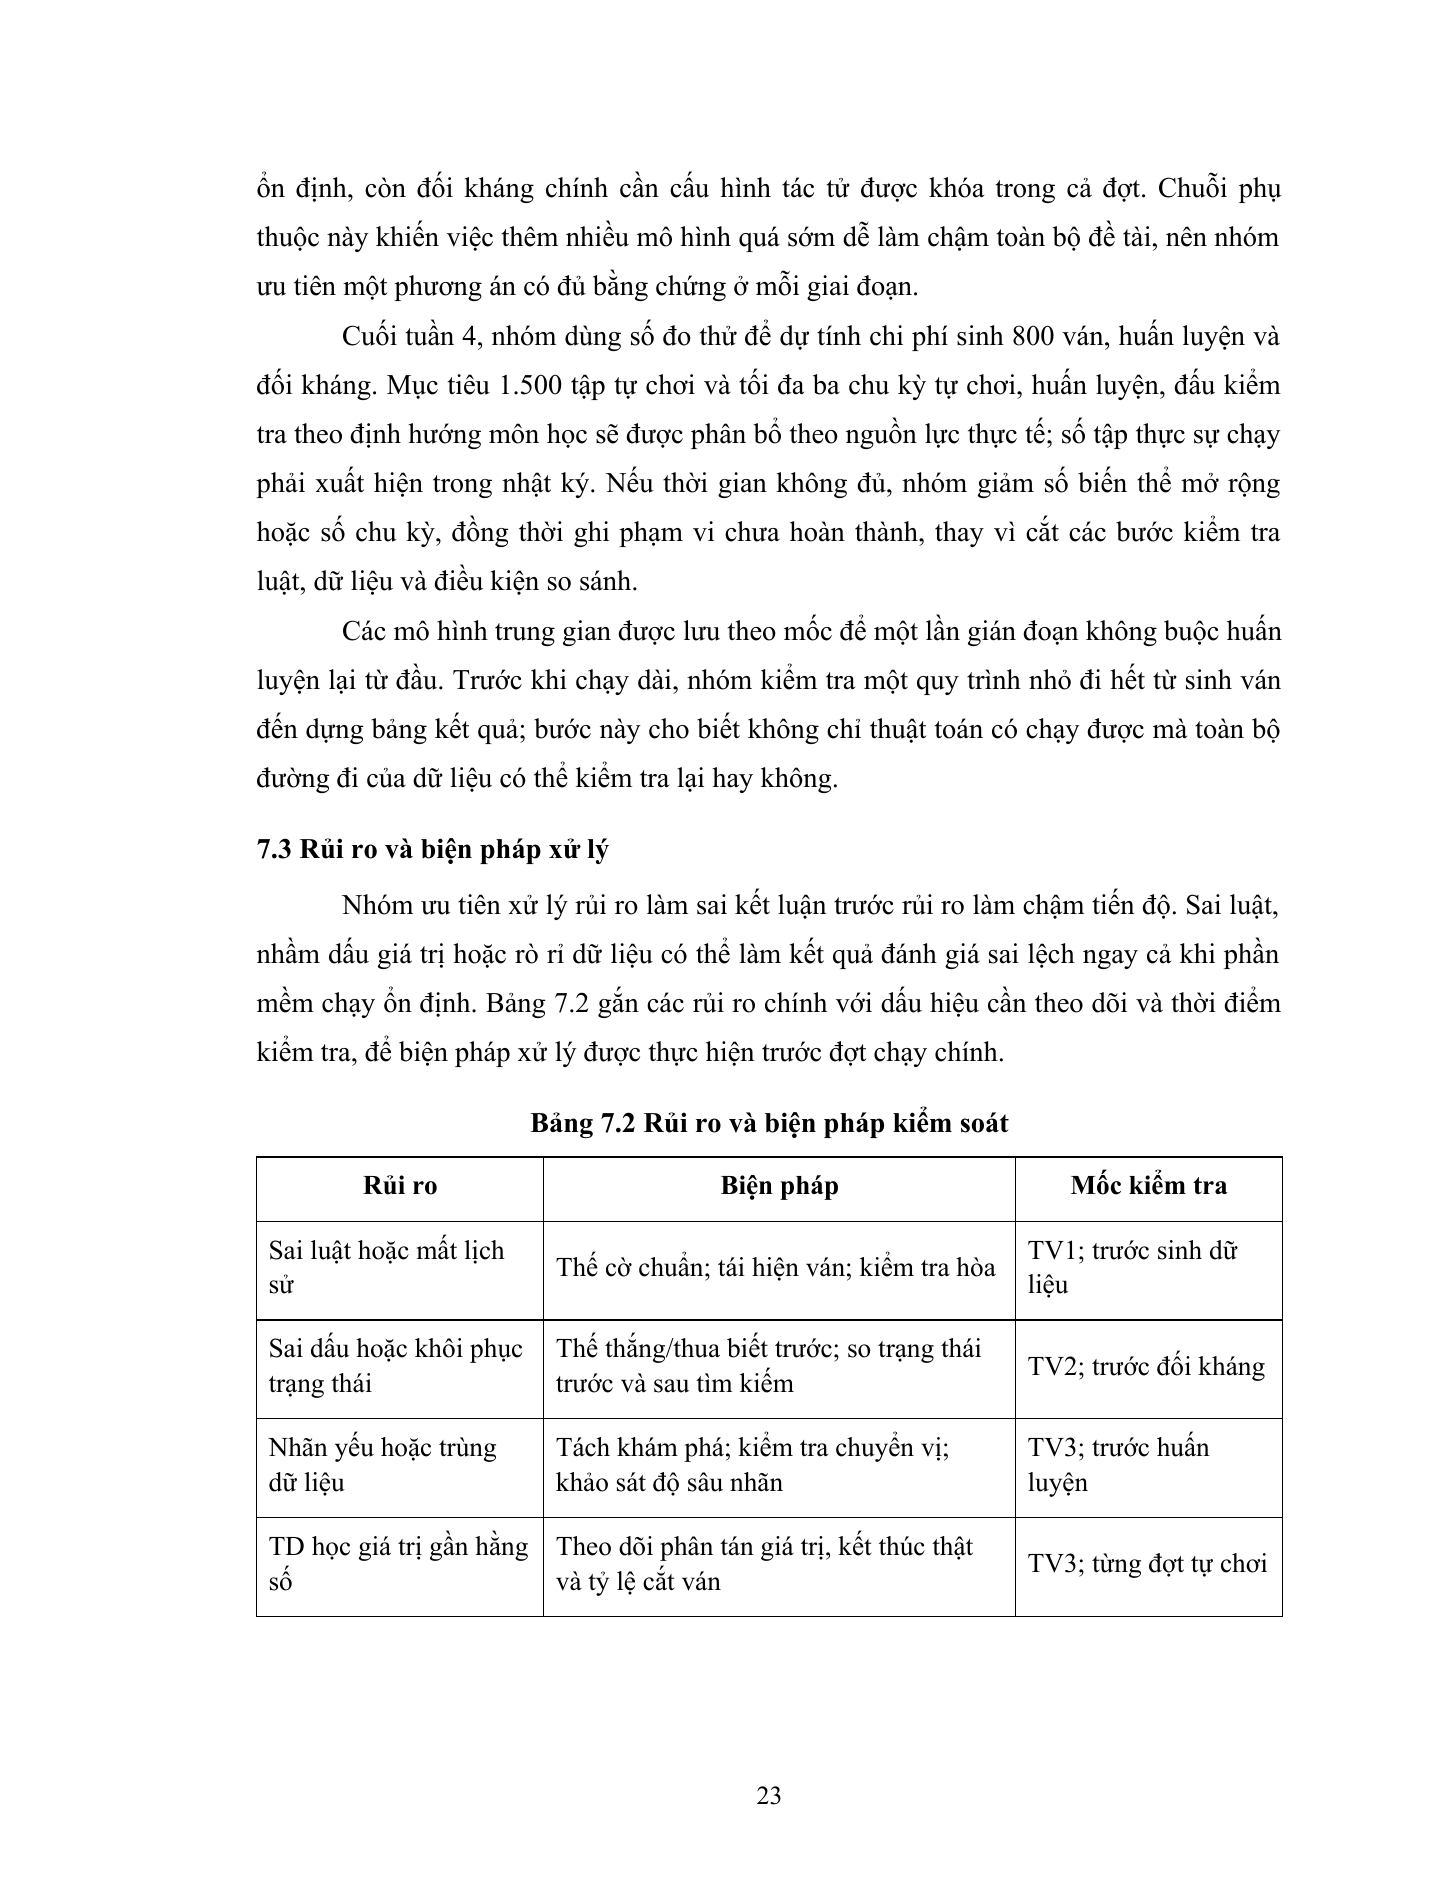 ổn định, còn đối kháng chính cần cấu hình tác tử được khóa trong cả đợt. Chuỗi phụ
thuộc này khiến việc thêm nhiều mô hình quá sớm dễ làm chậm toàn bộ đề tài, nên nhóm
ưu tiên một phương án có đủ bằng chứng ở mỗi giai đoạn.
Cuối tuần 4, nhóm dùng số đo thử để dự tính chi phí sinh 800 ván, huấn luyện và
đối kháng. Mục tiêu 1.500 tập tự chơi và tối đa ba chu kỳ tự chơi, huấn luyện, đấu kiểm
tra theo định hướng môn học sẽ được phân bổ theo nguồn lực thực tế; số tập thực sự chạy
phải xuất hiện trong nhật ký. Nếu thời gian không đủ, nhóm giảm số biến thể mở rộng
hoặc số chu kỳ, đồng thời ghi phạm vi chưa hoàn thành, thay vì cắt các bước kiểm tra
luật, dữ liệu và điều kiện so sánh.
Các mô hình trung gian được lưu theo mốc để một lần gián đoạn không buộc huấn
luyện lại từ đầu. Trước khi chạy dài, nhóm kiểm tra một quy trình nhỏ đi hết từ sinh ván
đến dựng bảng kết quả; bước này cho biết không chỉ thuật toán có chạy được mà toàn bộ
đường đi của dữ liệu có thể kiểm tra lại hay không.
7.3 Rủi ro và biện pháp xử lý
Nhóm ưu tiên xử lý rủi ro làm sai kết luận trước rủi ro làm chậm tiến độ. Sai luật,
nhầm dấu giá trị hoặc rò rỉ dữ liệu có thể làm kết quả đánh giá sai lệch ngay cả khi phần
mềm chạy ổn định. Bảng 7.2 gắn các rủi ro chính với dấu hiệu cần theo dõi và thời điểm
kiểm tra, để biện pháp xử lý được thực hiện trước đợt chạy chính.
Bảng 7.2 Rủi ro và biện pháp kiểm soát
Rủi ro
Biện pháp
Mốc kiểm tra
Sai luật hoặc mất lịch
sử
Thế cờ chuẩn; tái hiện ván; kiểm tra hòa
TV1; trước sinh dữ
liệu
Sai dấu hoặc khôi phục
trạng thái
Thế thắng/thua biết trước; so trạng thái
trước và sau tìm kiếm
TV2; trước đối kháng
Nhãn yếu hoặc trùng
dữ liệu
Tách khám phá; kiểm tra chuyển vị;
khảo sát độ sâu nhãn
TV3; trước huấn
luyện
TD học giá trị gần hằng
số
Theo dõi phân tán giá trị, kết thúc thật
và tỷ lệ cắt ván
TV3; từng đợt tự chơi
23